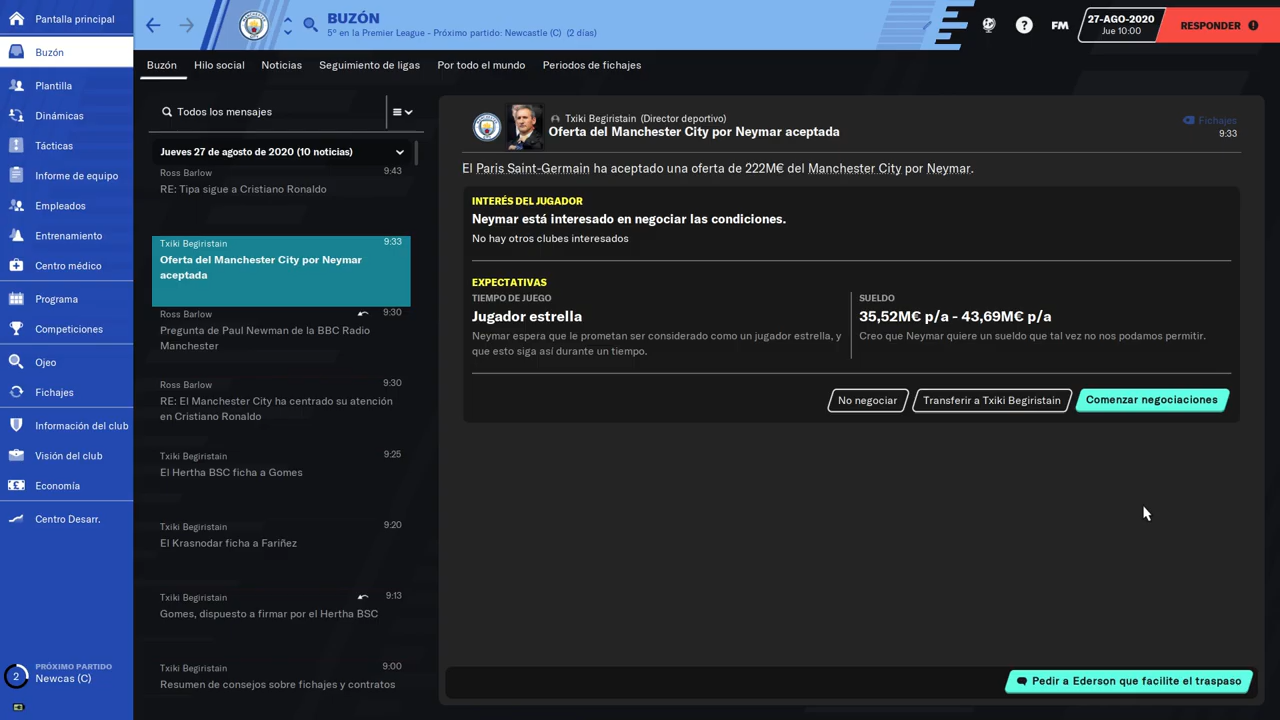 Pantalla principal
Buzón
Plantilla
Dinámicas
Tácticas
Informe de equipo
Empleados
Entrenamiento
Centro médico
Programa
Competiciones
Ojeo
Fichajes
Información del club
Visión del club
Economía
Centro Desarr.
2
PRÓXIMO PARTIDO
Newcas (C)
BUZÓN
5º en la Premier League - Próximo partido: Newcastle (C) (2 días)
?
FM
27-AGO-2020
Jue 10:00
RESPONDER
Buzón
Hilo social
Noticias
Seguimiento de ligas
Por todo el mundo
Periodos de fichajes
Todos los mensajes
Jueves 27 de agosto de 2020 (10 noticias)
Ross Barlow 9:43
RE: Tipa sigue a Cristiano Ronaldo
Txiki Begiristain 9:33
Oferta del Manchester City por Neymar
aceptada
Ross Barlow 9:30
Pregunta de Paul Newman de la BBC Radio
Manchester
Ross Barlow 9:30
RE: El Manchester City ha centrado su atención
en Cristiano Ronaldo
Txiki Begiristain 9:25
El Hertha BSC ficha a Gomes
Txiki Begiristain 9:20
El Krasnodar ficha a Fariñez
Txiki Begiristain 9:13
Gomes, dispuesto a firmar por el Hertha BSC
Txiki Begiristain 9:00
Resumen de consejos sobre fichajes y contratos
Txiki Begiristain (Director deportivo)
Oferta del Manchester City por Neymar aceptada
Fichajes
9:33
El Paris Saint-Germain ha aceptado una oferta de 222M€ del Manchester City por Neymar.
INTERÉS DEL JUGADOR
Neymar está interesado en negociar las condiciones.
No hay otros clubes interesados
EXPECTATIVAS
TIEMPO DE JUEGO
Jugador estrella
Neymar espera que le prometan ser considerado como un jugador estrella, y
que esto siga así durante un tiempo.
SUELDO
35,52M€ p/a - 43,69M€ p/a
Creo que Neymar quiere un sueldo que tal vez no nos podamos permitir.
No negociar
Transferir a Txiki Begiristain
Comenzar negociaciones
Pedir a Ederson que facilite el traspaso